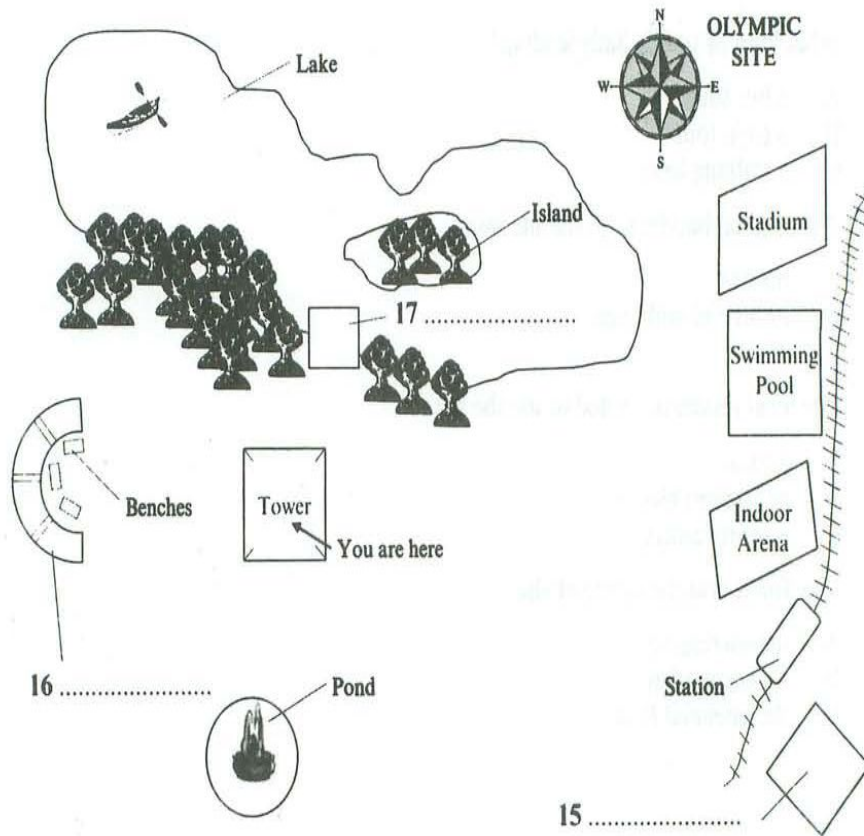 N
W
E
S
OLYMPIC
SITE
Lake
Island
Stadium
17 ....................
Swimming
Pool
Benches
Tower
You are here
Indoor
Arena
16 ....................
Pond
Station
15 ....................